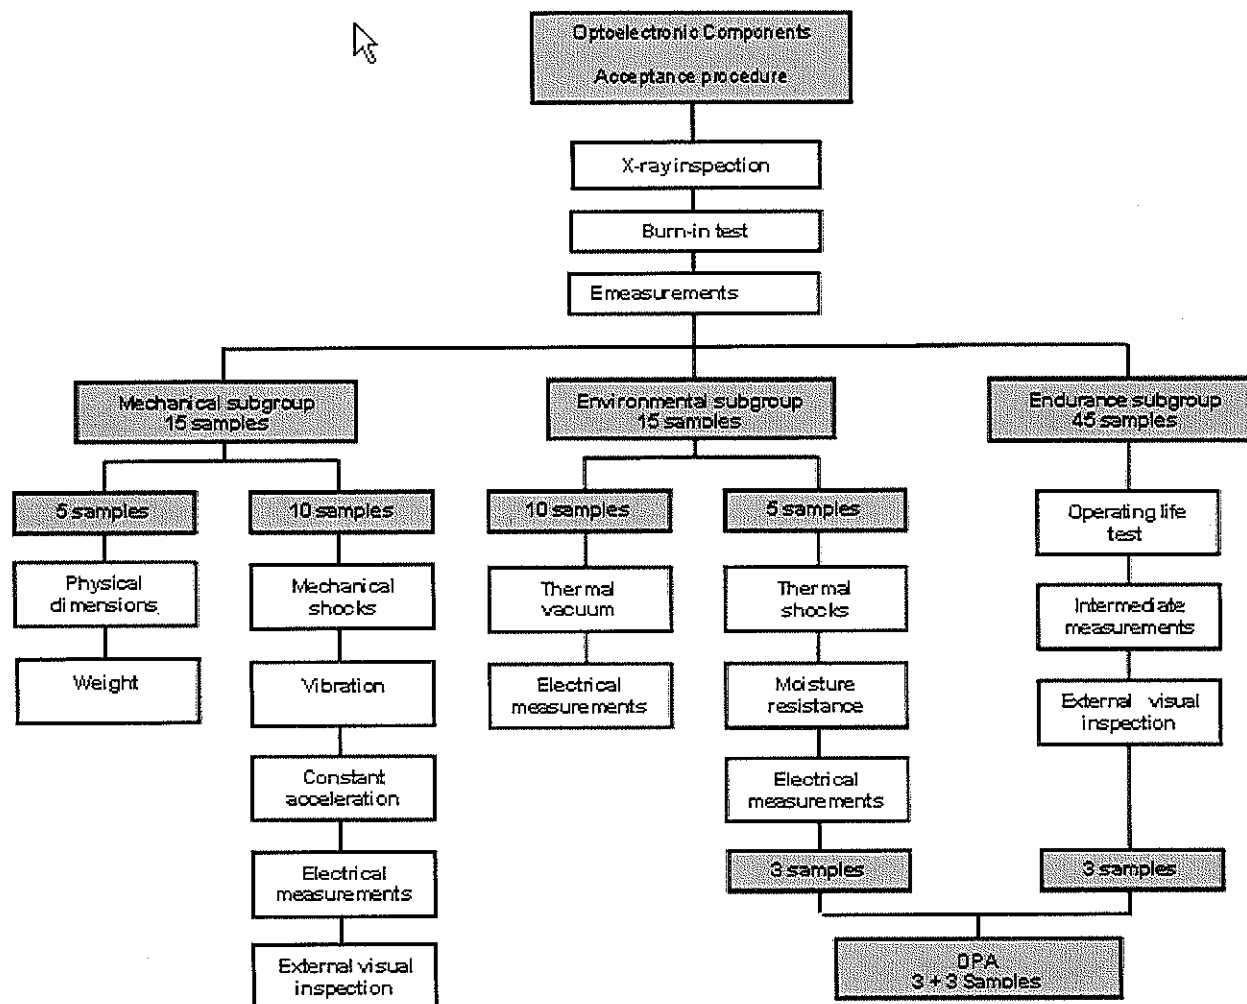 Optoelectronic Components
Acceptance procedure
X-ray inspection
Burn-in test
Emeasurements
Mechanical subgroup
15 samples
Environmental subgroup
15 samples
Endurance subgroup
45 samples
5 samples
10 samples
10 samples
5 samples
Operating life
test
Physical
dimensions
Mechanical
shocks
Thermal
vacuum
Thermal
shocks
Intermediate
measurements
Weight
Vibration
Electrical
measurements
Moisture
resistance
External visual
inspection
Constant
acceleration
Electrical
measurements
Electrical
measurements
3 samples
3 samples
External visual
inspection
DPA
3 + 3 Samples